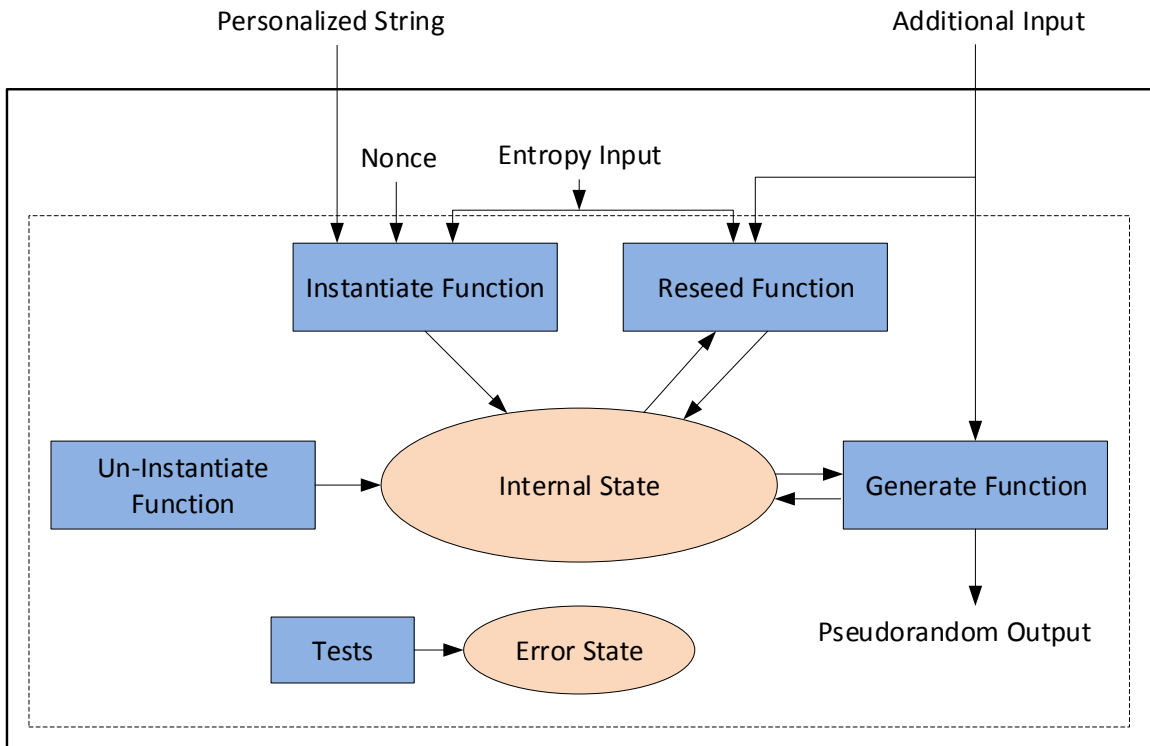 Personalized String
Additional Input
Nonce
Entropy Input
Instantiate Function
Reseed Function
Un-Instantiate
Function
Internal State
Generate Function
Tests
Error State
Pseudorandom Output